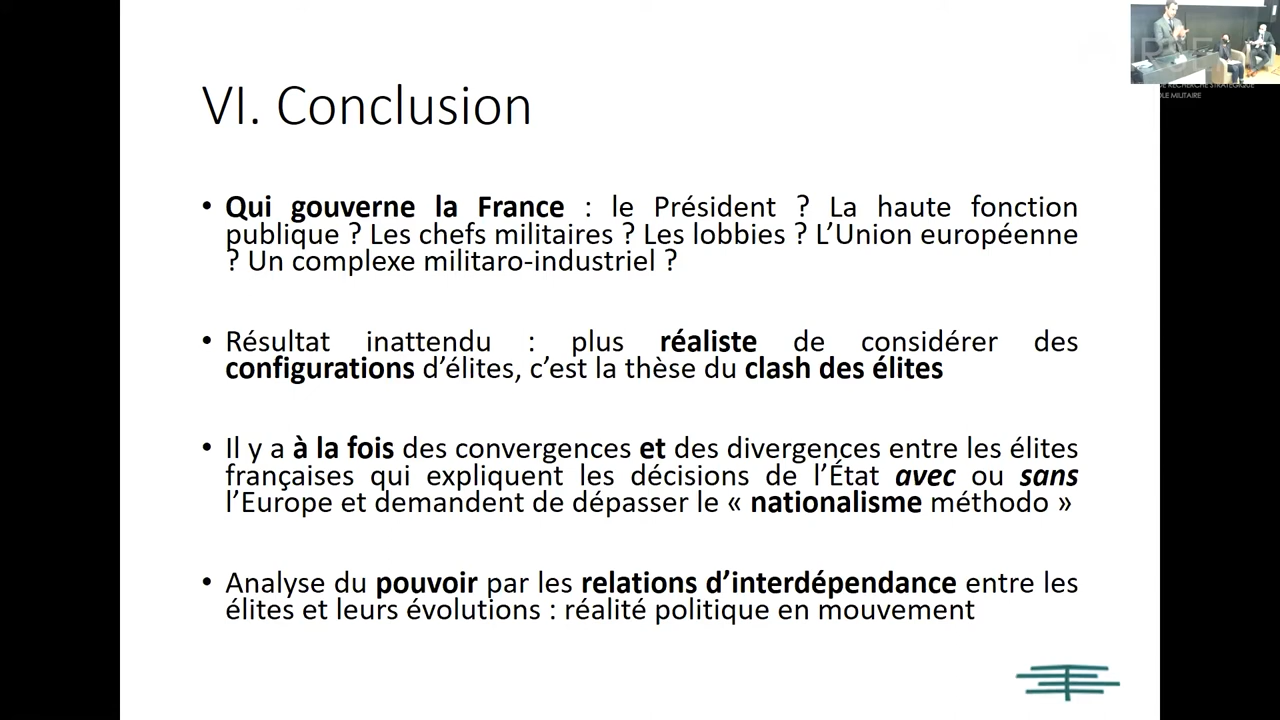 VI. Conclusion
• Qui gouverne la France : le Président ? La haute fonction
publique ? Les chefs militaires ? Les lobbies ? L’Union européenne
? Un complexe militaro-industriel ?
• Résultat inattendu : plus réaliste de considérer des
configurations d’élites, c’est la thèse du clash des élites
• Il y a à la fois des convergences et des divergences entre les élites
françaises qui expliquent les décisions de l’État avec ou sans
l’Europe et demandent de dépasser le « nationalisme méthodo »
• Analyse du pouvoir par les relations d’interdépendance entre les
élites et leurs évolutions : réalité politique en mouvement
RECHERCHE STRATÉGIQUE
MILITAIRE